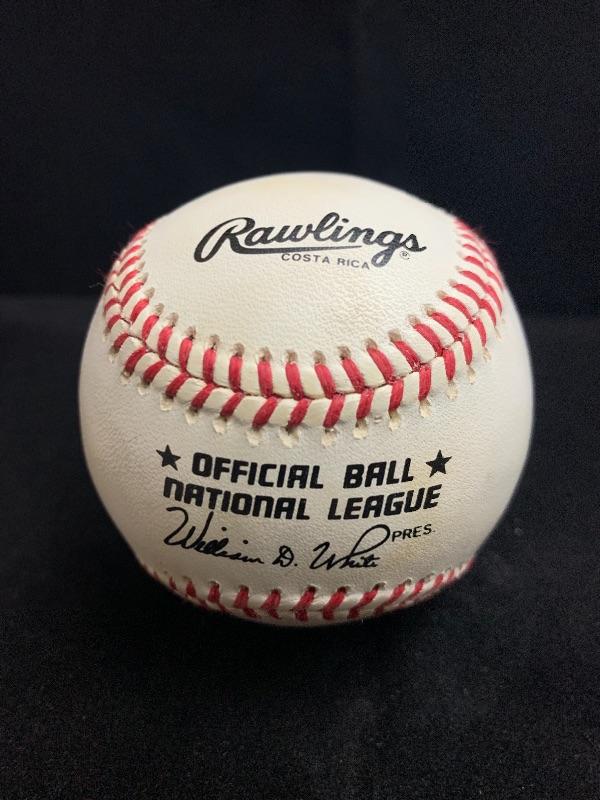 Rawlings®
COSTA RICA
★ OFFICIAL BALL ★
NATIONAL LEAGUE
William D. White PRES.